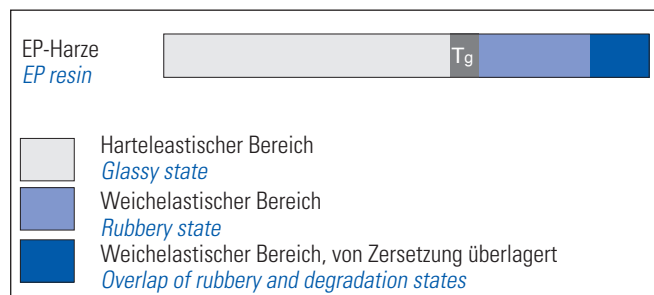 EP-Harze
EP resin
Tg
Harteleastischer Bereich
Glassy state
Weichelastischer Bereich
Rubbery state
Weichelastischer Bereich, von Zersetzung überlagert
Overlap of rubbery and degradation states